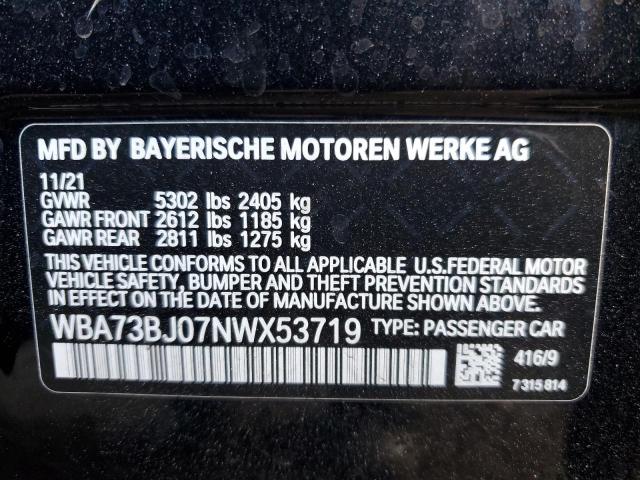 MFD BY BAYERISCHE MOTOREN WERKE AG
11/21
GVWR 5302 lbs 2405 kg
GAWR FRONT 2612 lbs 1185 kg
GAWR REAR 2811 lbs 1275 kg
THIS VEHICLE CONFORMS TO ALL APPLICABLE U.S.FEDERAL MOTOR
VEHICLE SAFETY, BUMPER AND THEFT PREVENTION STANDARDS
IN EFFECT ON THE DATE OF MANUFACTURE SHOWN ABOVE.
WBA73BJ07NWX53719 TYPE: PASSENGER CAR
416/9
7 315 814